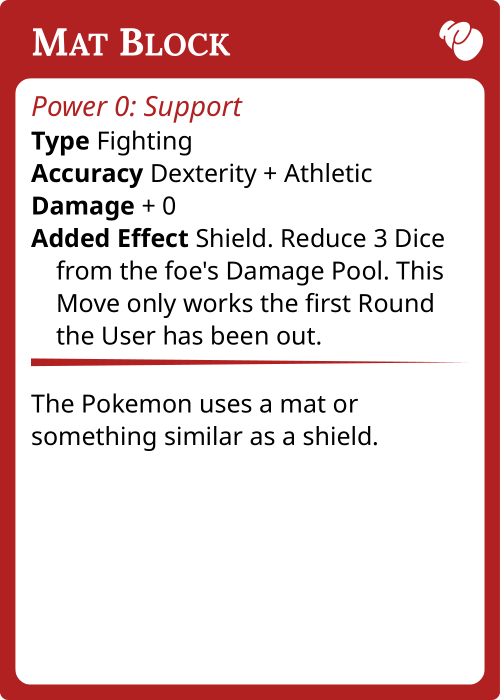 Mat Block
Power 0: Support
Type Fighting
Accuracy Dexterity + Athletic
Damage + 0
Added Effect Shield. Reduce 3 Dice
from the foe's Damage Pool. This
Move only works the first Round
the User has been out.
The Pokemon uses a mat or
something similar as a shield.